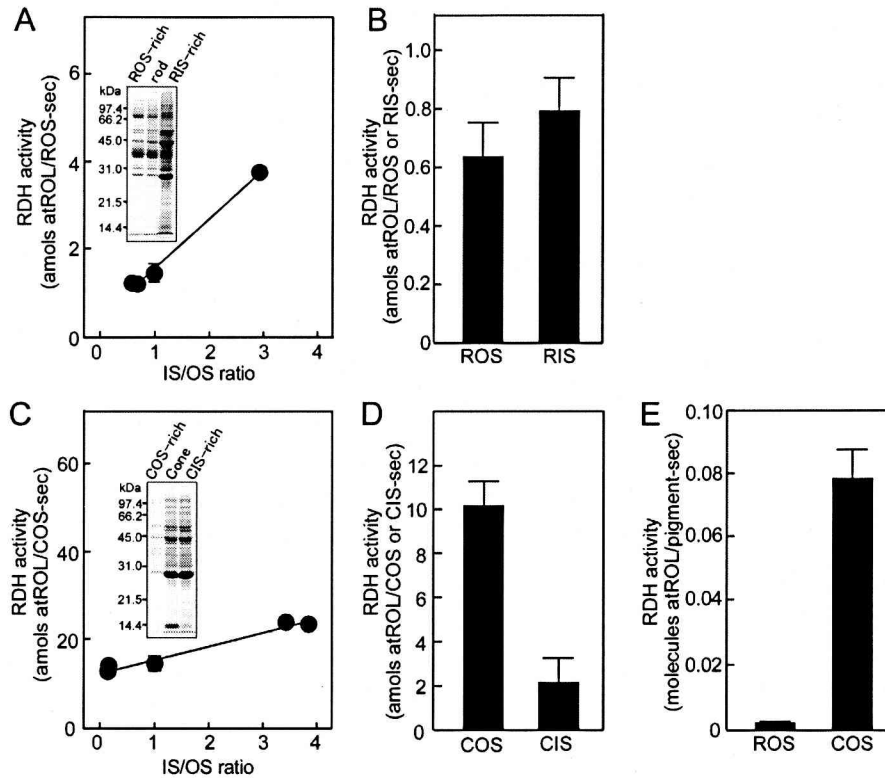 A
RDH activity
(amols atROL/ROS-sec)
6
4
2
0
ROS-rich
rod
RIS-rich
kDa
97.4
66.2
45.0
31.0
21.5
14.4
0 1 2 3 4
IS/OS ratio
B
RDH activity
(amols atROL/ROS or RIS-sec)
1.0
0.8
0.6
0.4
0.2
0.0
ROS RIS
C
RDH activity
(amols atROL/COS-sec)
60
40
20
0
COS-rich
Cone
CIS-rich
kDa
97.4
66.2
45.0
31.0
21.5
14.4
0 1 2 3 4
IS/OS ratio
D
RDH activity
(amols atROL/COS or CIS-sec)
12
10
8
6
4
2
0
COS CIS
E
RDH activity
(molecules atROL/pigment-sec)
0.10
0.08
0.06
0.04
0.02
0
ROS COS